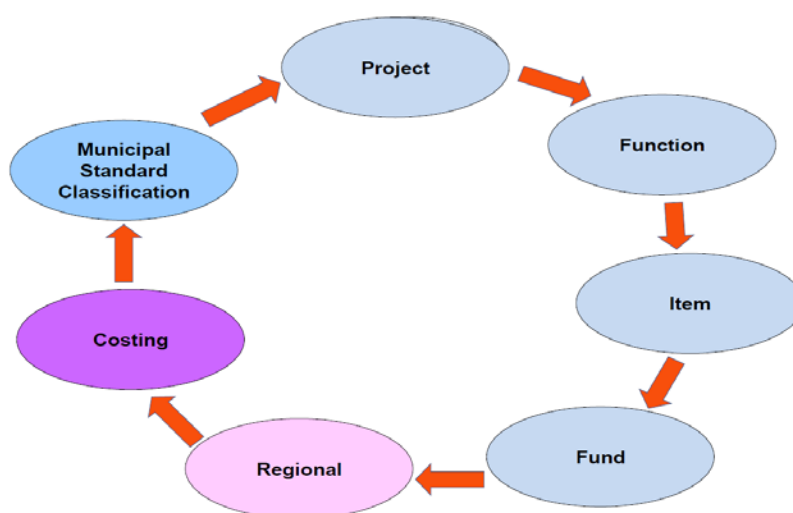 Project
Function
Item
Fund
Regional
Costing
Municipal
Standard
Classification